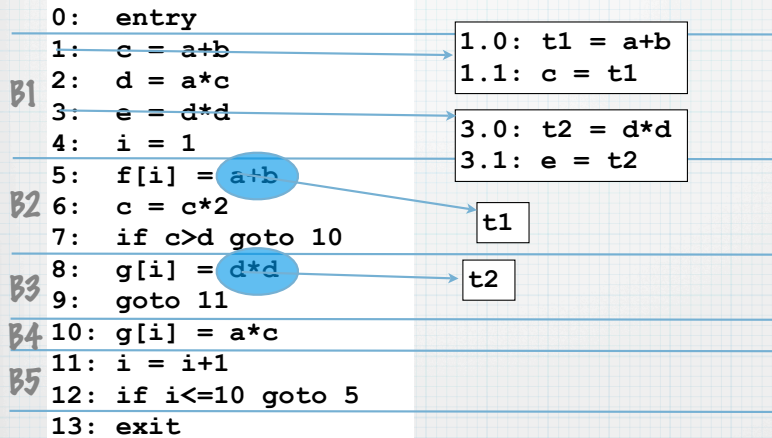 0: entry
1: c = a+b
2: d = a*c
3: e = d*d
4: i = 1
5: f[i] = a+b
6: c = c*2
7: if c>d goto 10
8: g[i] = d*d
9: goto 11
10: g[i] = a*c
11: i = i+1
12: if i<=10 goto 5
13: exit
B1
B2
B3
B4
B5
1.0: t1 = a+b
1.1: c = t1
3.0: t2 = d*d
3.1: e = t2
t1
t2